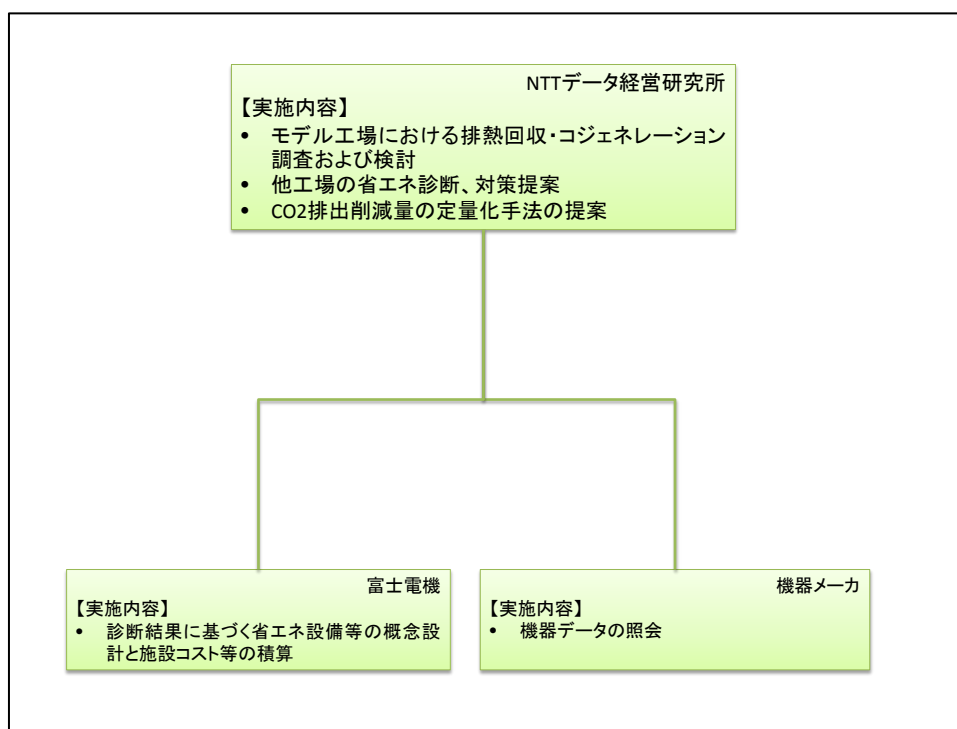 NTTデータ経営研究所
【実施内容】
• モデル工場における排熱回収・コジェネレーション
調査および検討
• 他工場の省エネ診断、対策提案
• CO2排出削減量の定量化手法の提案
富士電機
【実施内容】
• 診断結果に基づく省エネ設備等の概念設
計と施設コスト等の積算
機器メーカ
【実施内容】
• 機器データの照会